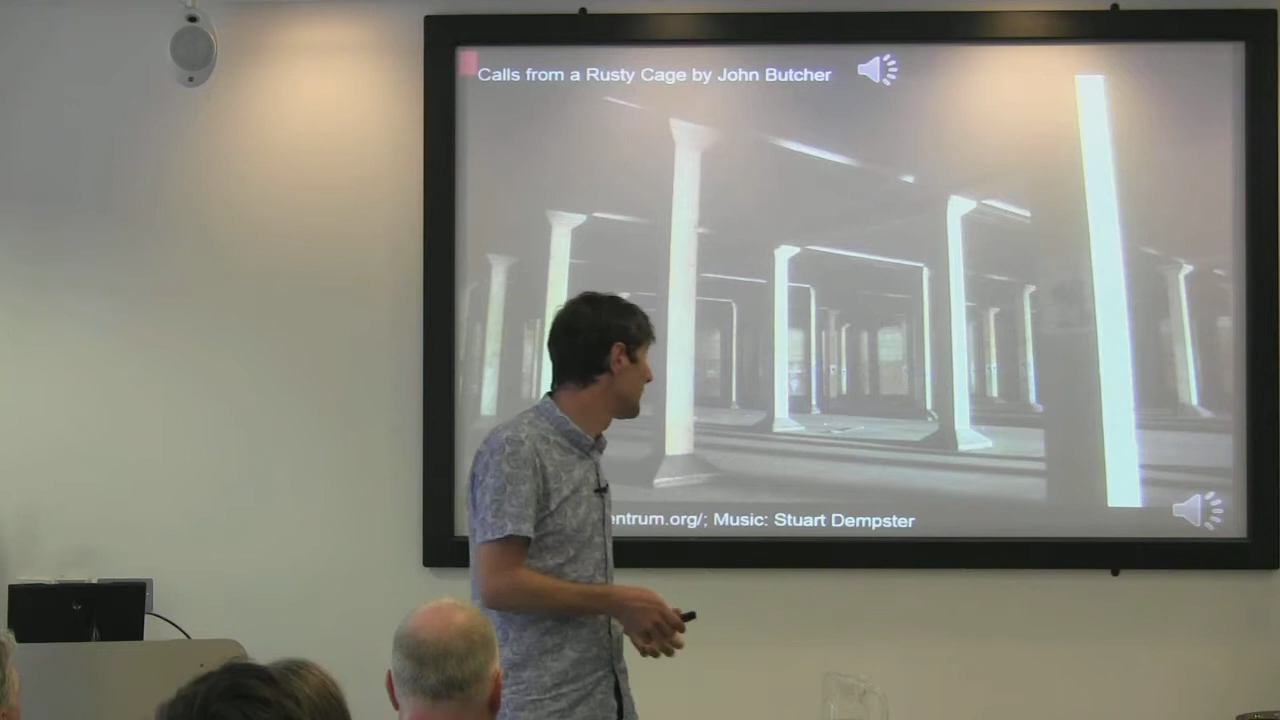 Calls from a Rusty Cage by John Butcher
entrum.org/; Music: Stuart Dempster